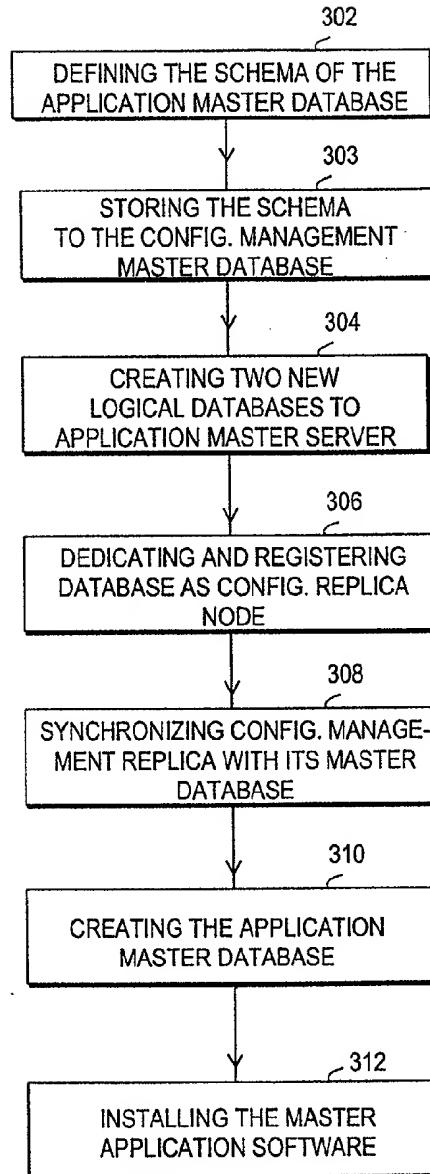 302
DEFINING THE SCHEMA OF THE
APPLICATION MASTER DATABASE
303
STORING THE SCHEMA
TO THE CONFIG. MANAGEMENT
MASTER DATABASE
304
CREATING TWO NEW
LOGICAL DATABASES TO
APPLICATION MASTER SERVER
306
DEDICATING AND REGISTERING
DATABASE AS CONFIG. REPLICA
NODE
308
SYNCHRONIZING CONFIG. MANAGE-
MENT REPLICA WITH ITS MASTER
DATABASE
310
CREATING THE APPLICATION
MASTER DATABASE
312
INSTALLING THE MASTER
APPLICATION SOFTWARE